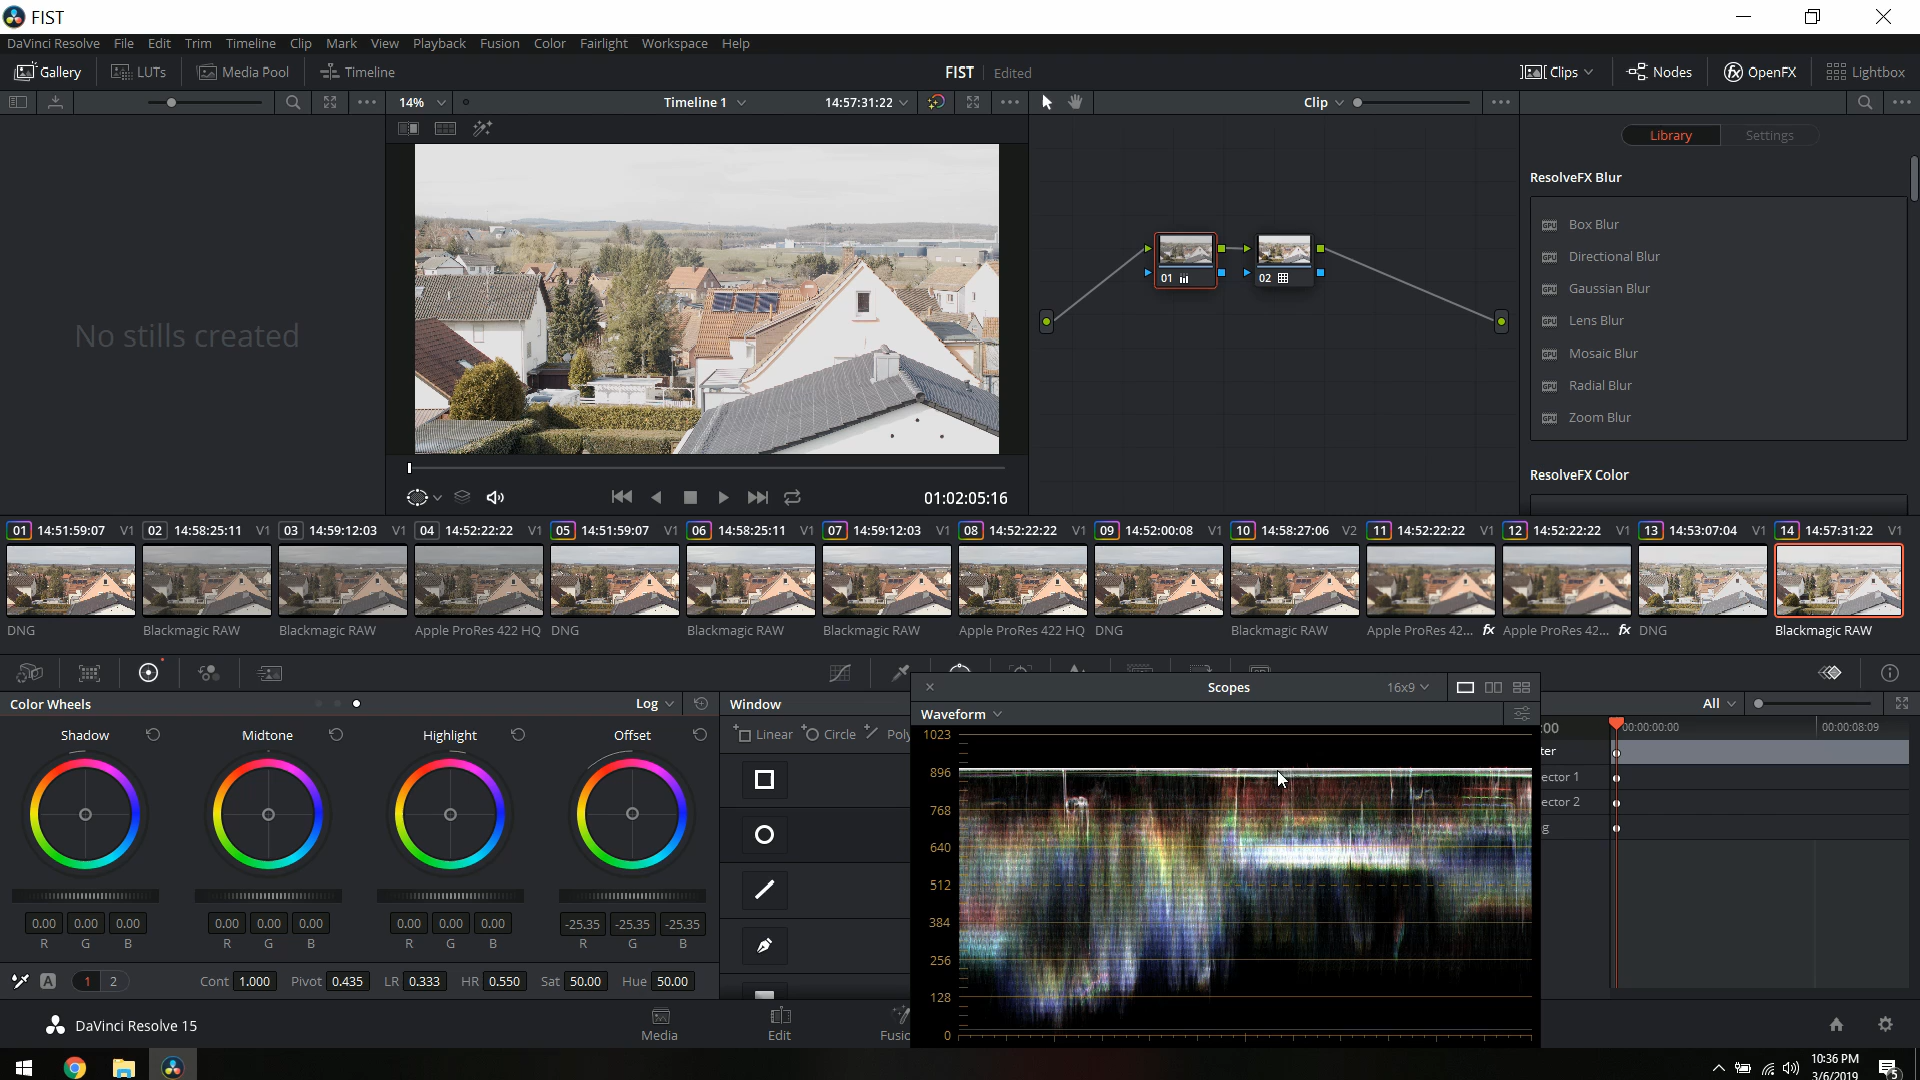 FIST
DaVinci Resolve File Edit Trim Timeline Clip Mark View Playback Fusion Color Fairlight Workspace Help
Gallery LUTs Media Pool Timeline FIST Edited Clips Nodes OpenFX Lightbox
14% Timeline 1 14:57:31:22 Clip
Library Settings
ResolveFX Blur
Box Blur
Directional Blur
Gaussian Blur
Lens Blur
Mosaic Blur
Radial Blur
Zoom Blur
ResolveFX Color
No stills created
01 02
01:02:05:16
01 14:51:59:07 V1 02 14:58:25:11 V1 03 14:59:12:03 V1 04 14:52:22:22 V1 05 14:51:59:07 V1 06 14:58:25:11 V1 07 14:59:12:03 V1 08 14:52:22:22 V1 09 14:52:00:08 V1 10 14:58:27:06 V2 11 14:52:22:22 V1 12 14:52:22:22 V1 13 14:53:07:04 V1 14 14:57:31:22 V1
DNG Blackmagic RAW Blackmagic RAW Apple ProRes 422 HQ DNG Blackmagic RAW Blackmagic RAW Apple ProRes 422 HQ DNG Blackmagic RAW Apple ProRes 42... fx Apple ProRes 42... fx DNG Blackmagic RAW
Color Wheels Log Window
Shadow Midtone Highlight Offset
0.00 0.00 0.00 0.00 0.00 0.00 0.00 0.00 0.00 -25.35 -25.35 -25.35
R G B R G B R G B R G B
A 1 2 Cont 1.000 Pivot 0.435 LR 0.333 HR 0.550 Sat 50.00 Hue 50.00
Linear Circle Poly
Scopes 16x9
Waveform
1023
896
768
640
512
384
256
128
0
All
:00 00:00:00:00 00:00:08:09
ter
ector 1
ector 2
g
DaVinci Resolve 15 Media Edit Fusio
10:36 PM
3/6/2019
5